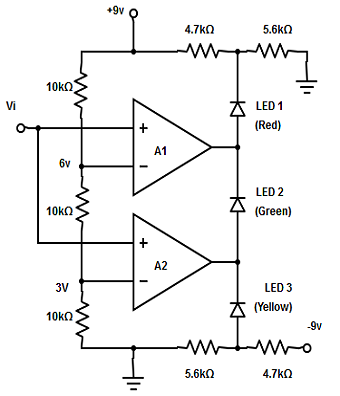 +9v
4.7kΩ
5.6kΩ
10kΩ
LED 1
(Red)
Vi
+
A1
6v
−
LED 2
(Green)
10kΩ
+
A2
3V
−
LED 3
(Yellow)
10kΩ
-9v
5.6kΩ
4.7kΩ